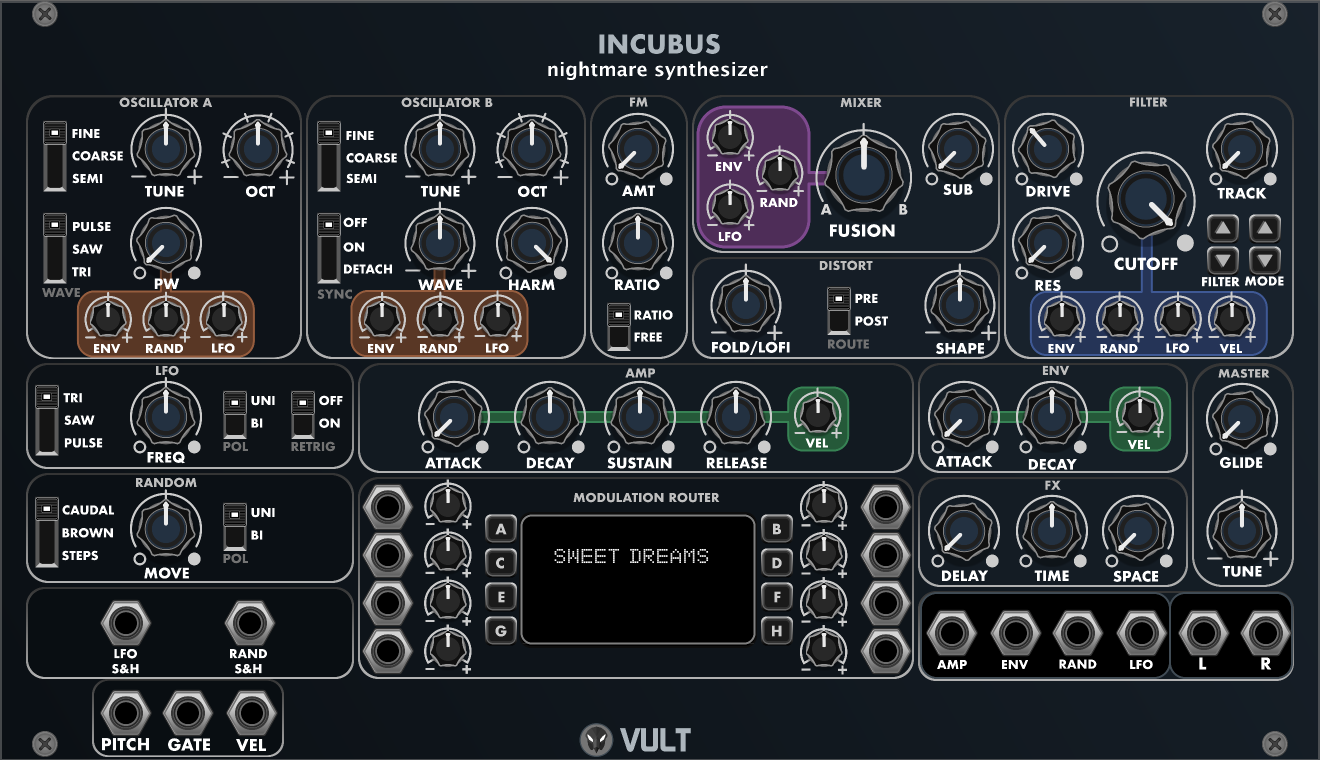 INCUBUS
nightmare synthesizer
OSCILLATOR A
FINE
COARSE
SEMI
TUNE
OCT
PULSE
SAW
TRI
WAVE
PW
ENV
RAND
LFO
OSCILLATOR B
FINE
COARSE
SEMI
TUNE
OCT
OFF
ON
DETACH
SYNC
WAVE
HARM
ENV
RAND
LFO
FM
AMT
RATIO
RATIO
FREE
MIXER
ENV
RAND
LFO
A
B
FUSION
SUB
DISTORT
FOLD/LOFI
PRE
POST
ROUTE
SHAPE
FILTER
DRIVE
TRACK
CUTOFF
RES
FILTER
MODE
ENV
RAND
LFO
VEL
LFO
TRI
SAW
PULSE
FREQ
UNI
BI
POL
OFF
ON
RETRIG
AMP
ATTACK
DECAY
SUSTAIN
RELEASE
VEL
ENV
ATTACK
DECAY
VEL
MASTER
GLIDE
TUNE
RANDOM
CAUDAL
BROWN
STEPS
MOVE
UNI
BI
POL
MODULATION ROUTER
A
B
C
D
E
F
G
H
SWEET DREAMS
FX
DELAY
TIME
SPACE
LFO
S&H
RAND
S&H
AMP
ENV
RAND
LFO
L
R
PITCH
GATE
VEL
VULT